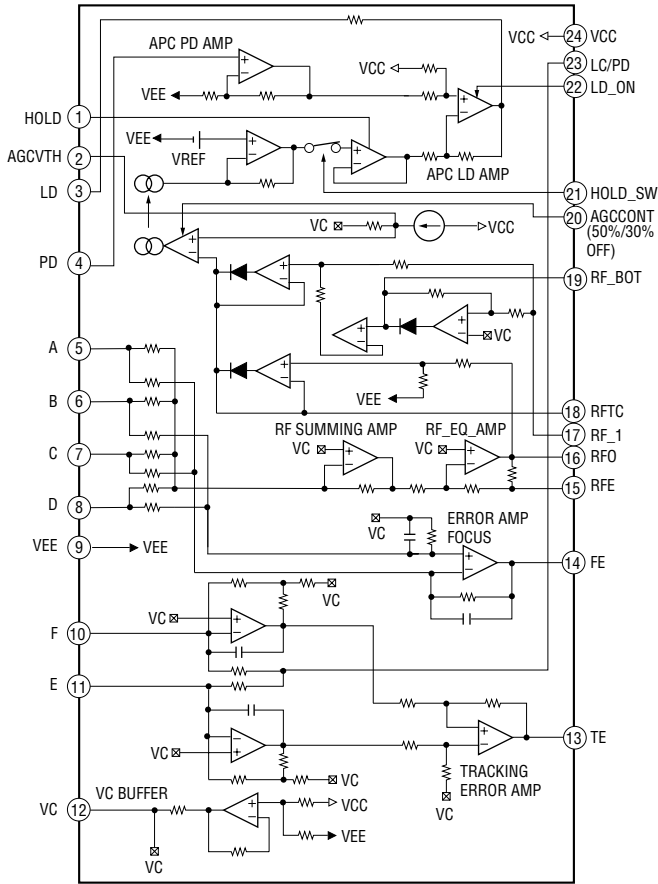 APC PD AMP
VCC
24 VCC
VCC
23 LC/PD
22 LD_ON
VEE
HOLD 1
VEE
VREF
APC LD AMP
AGCVTH 2
LD 3
21 HOLD_SW
VC
VCC
20 AGCCONT
(50%/30%
OFF)
PD 4
19 RF_BOT
VC
A 5
B 6
VEE
18 RFTC
RF SUMMING AMP
RF_EQ_AMP
17 RF_1
C 7
VC
VC
16 RFO
15 RFE
D 8
VC
ERROR AMP
FOCUS
VEE 9
VEE
14 FE
VC
VC
F 10
E 11
VC
13 TE
TRACKING
ERROR AMP
VC
VC
VC BUFFER
VC 12
VCC
VEE
VC
+
−